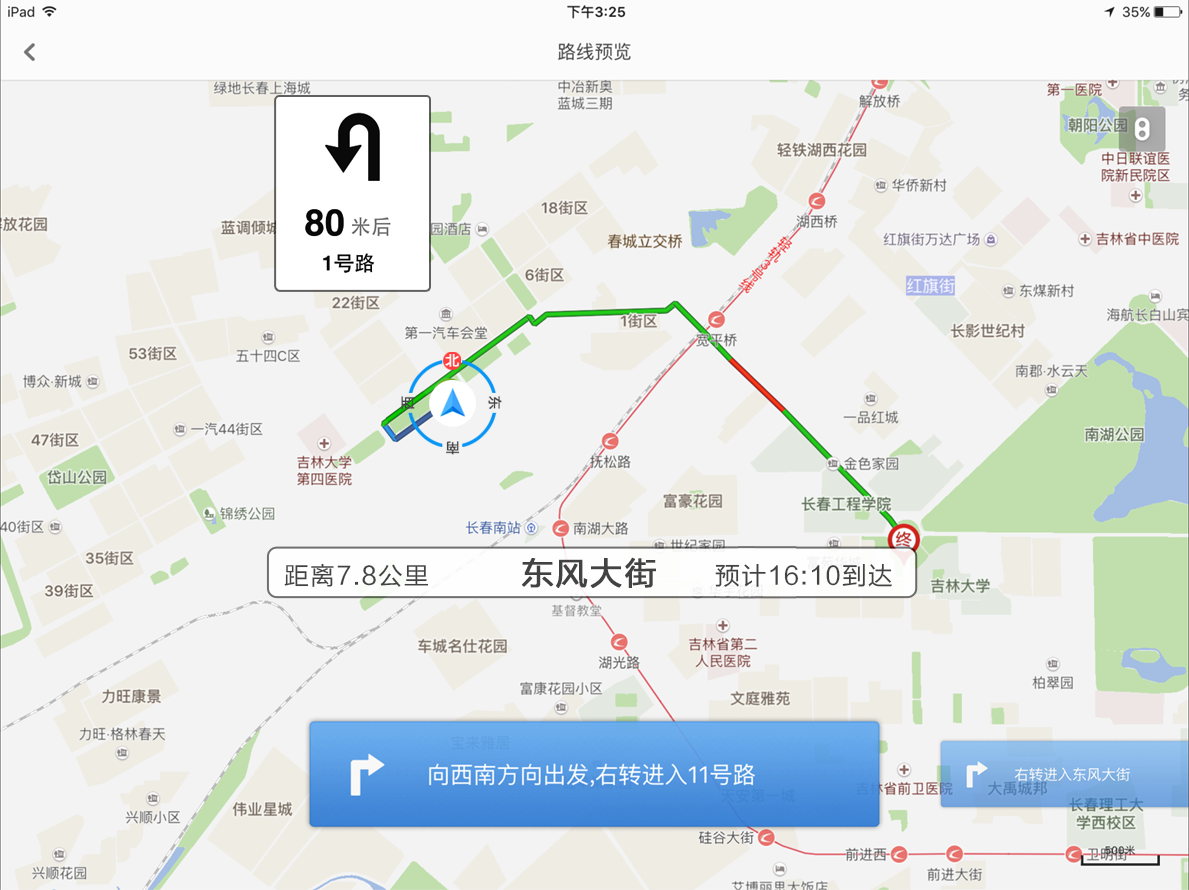 iPad
下午3:25
35%
路线预览
绿地长春上海城
中冶新奥
蓝城三期
解放桥
第一医院
朝阳公园
轻铁湖西花园
中日联谊医
院新民院区
华侨新村
80 米后
1号路
蓝调倾城
园酒店
18街区
湖西桥
春城立交桥
红旗街万达广场
吉林省中医院
轻轨3号线
6街区
红旗街
东煤新村
22街区
1街区
海航长白山宾
第一汽车会堂
宽平桥
长影世纪村
53街区
五十四C区
北
南郡·水云天
博众·新城
西
东
一品红城
47街区
一汽44街区
南湖公园
南
吉林大学
第四医院
抚松路
金色家园
岱山公园
富豪花园
长春工程学院
锦绣公园
40街区
长春南站
南湖大路
终
世纪家园
35街区
距离7.8公里
东风大街
预计16:10到达
39街区
吉林大学
基督教堂
车城名仕花园
湖光路
吉林省第二
人民医院
力旺康景
富康花园小区
文庭雅苑
柏翠园
力旺·格林春天
向西南方向出发,右转进入11号路
右转进入东风大街
吉林省前卫医院
大禹城邦
兴顺小区
伟业星城
长春理工大
学西校区
硅谷大街
前进西
卫明街
500米
兴顺花园
前进大街
艾博丽思大饭店